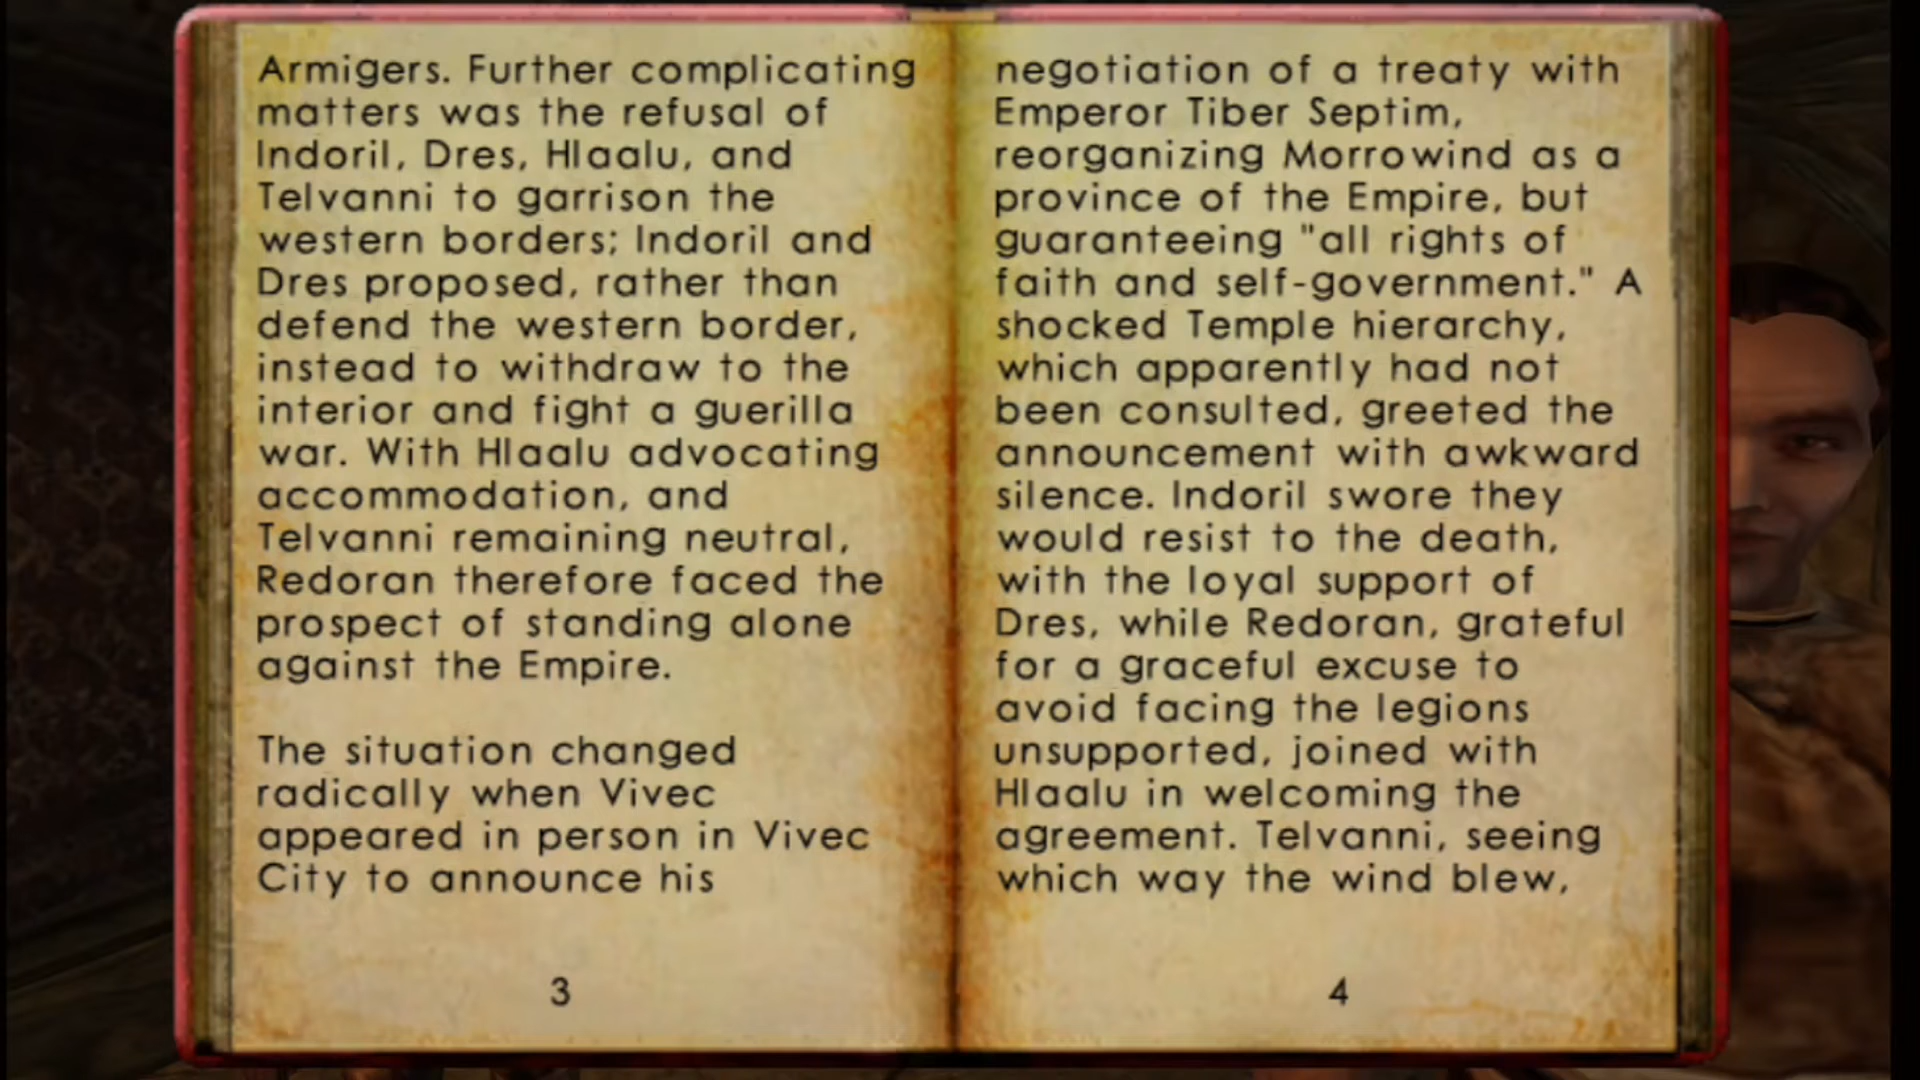 Armigers. Further complicating
matters was the refusal of
Indoril, Dres, Hlaalu, and
Telvanni to garrison the
western borders; Indoril and
Dres proposed, rather than
defend the western border,
instead to withdraw to the
interior and fight a guerilla
war. With Hlaalu advocating
accommodation, and
Telvanni remaining neutral,
Redoran therefore faced the
prospect of standing alone
against the Empire.
The situation changed
radically when Vivec
appeared in person in Vivec
City to announce his
3
negotiation of a treaty with
Emperor Tiber Septim,
reorganizing Morrowind as a
province of the Empire, but
guaranteeing "all rights of
faith and self-government." A
shocked Temple hierarchy,
which apparently had not
been consulted, greeted the
announcement with awkward
silence. Indoril swore they
would resist to the death,
with the loyal support of
Dres, while Redoran, grateful
for a graceful excuse to
avoid facing the legions
unsupported, joined with
Hlaalu in welcoming the
agreement. Telvanni, seeing
which way the wind blew,
4